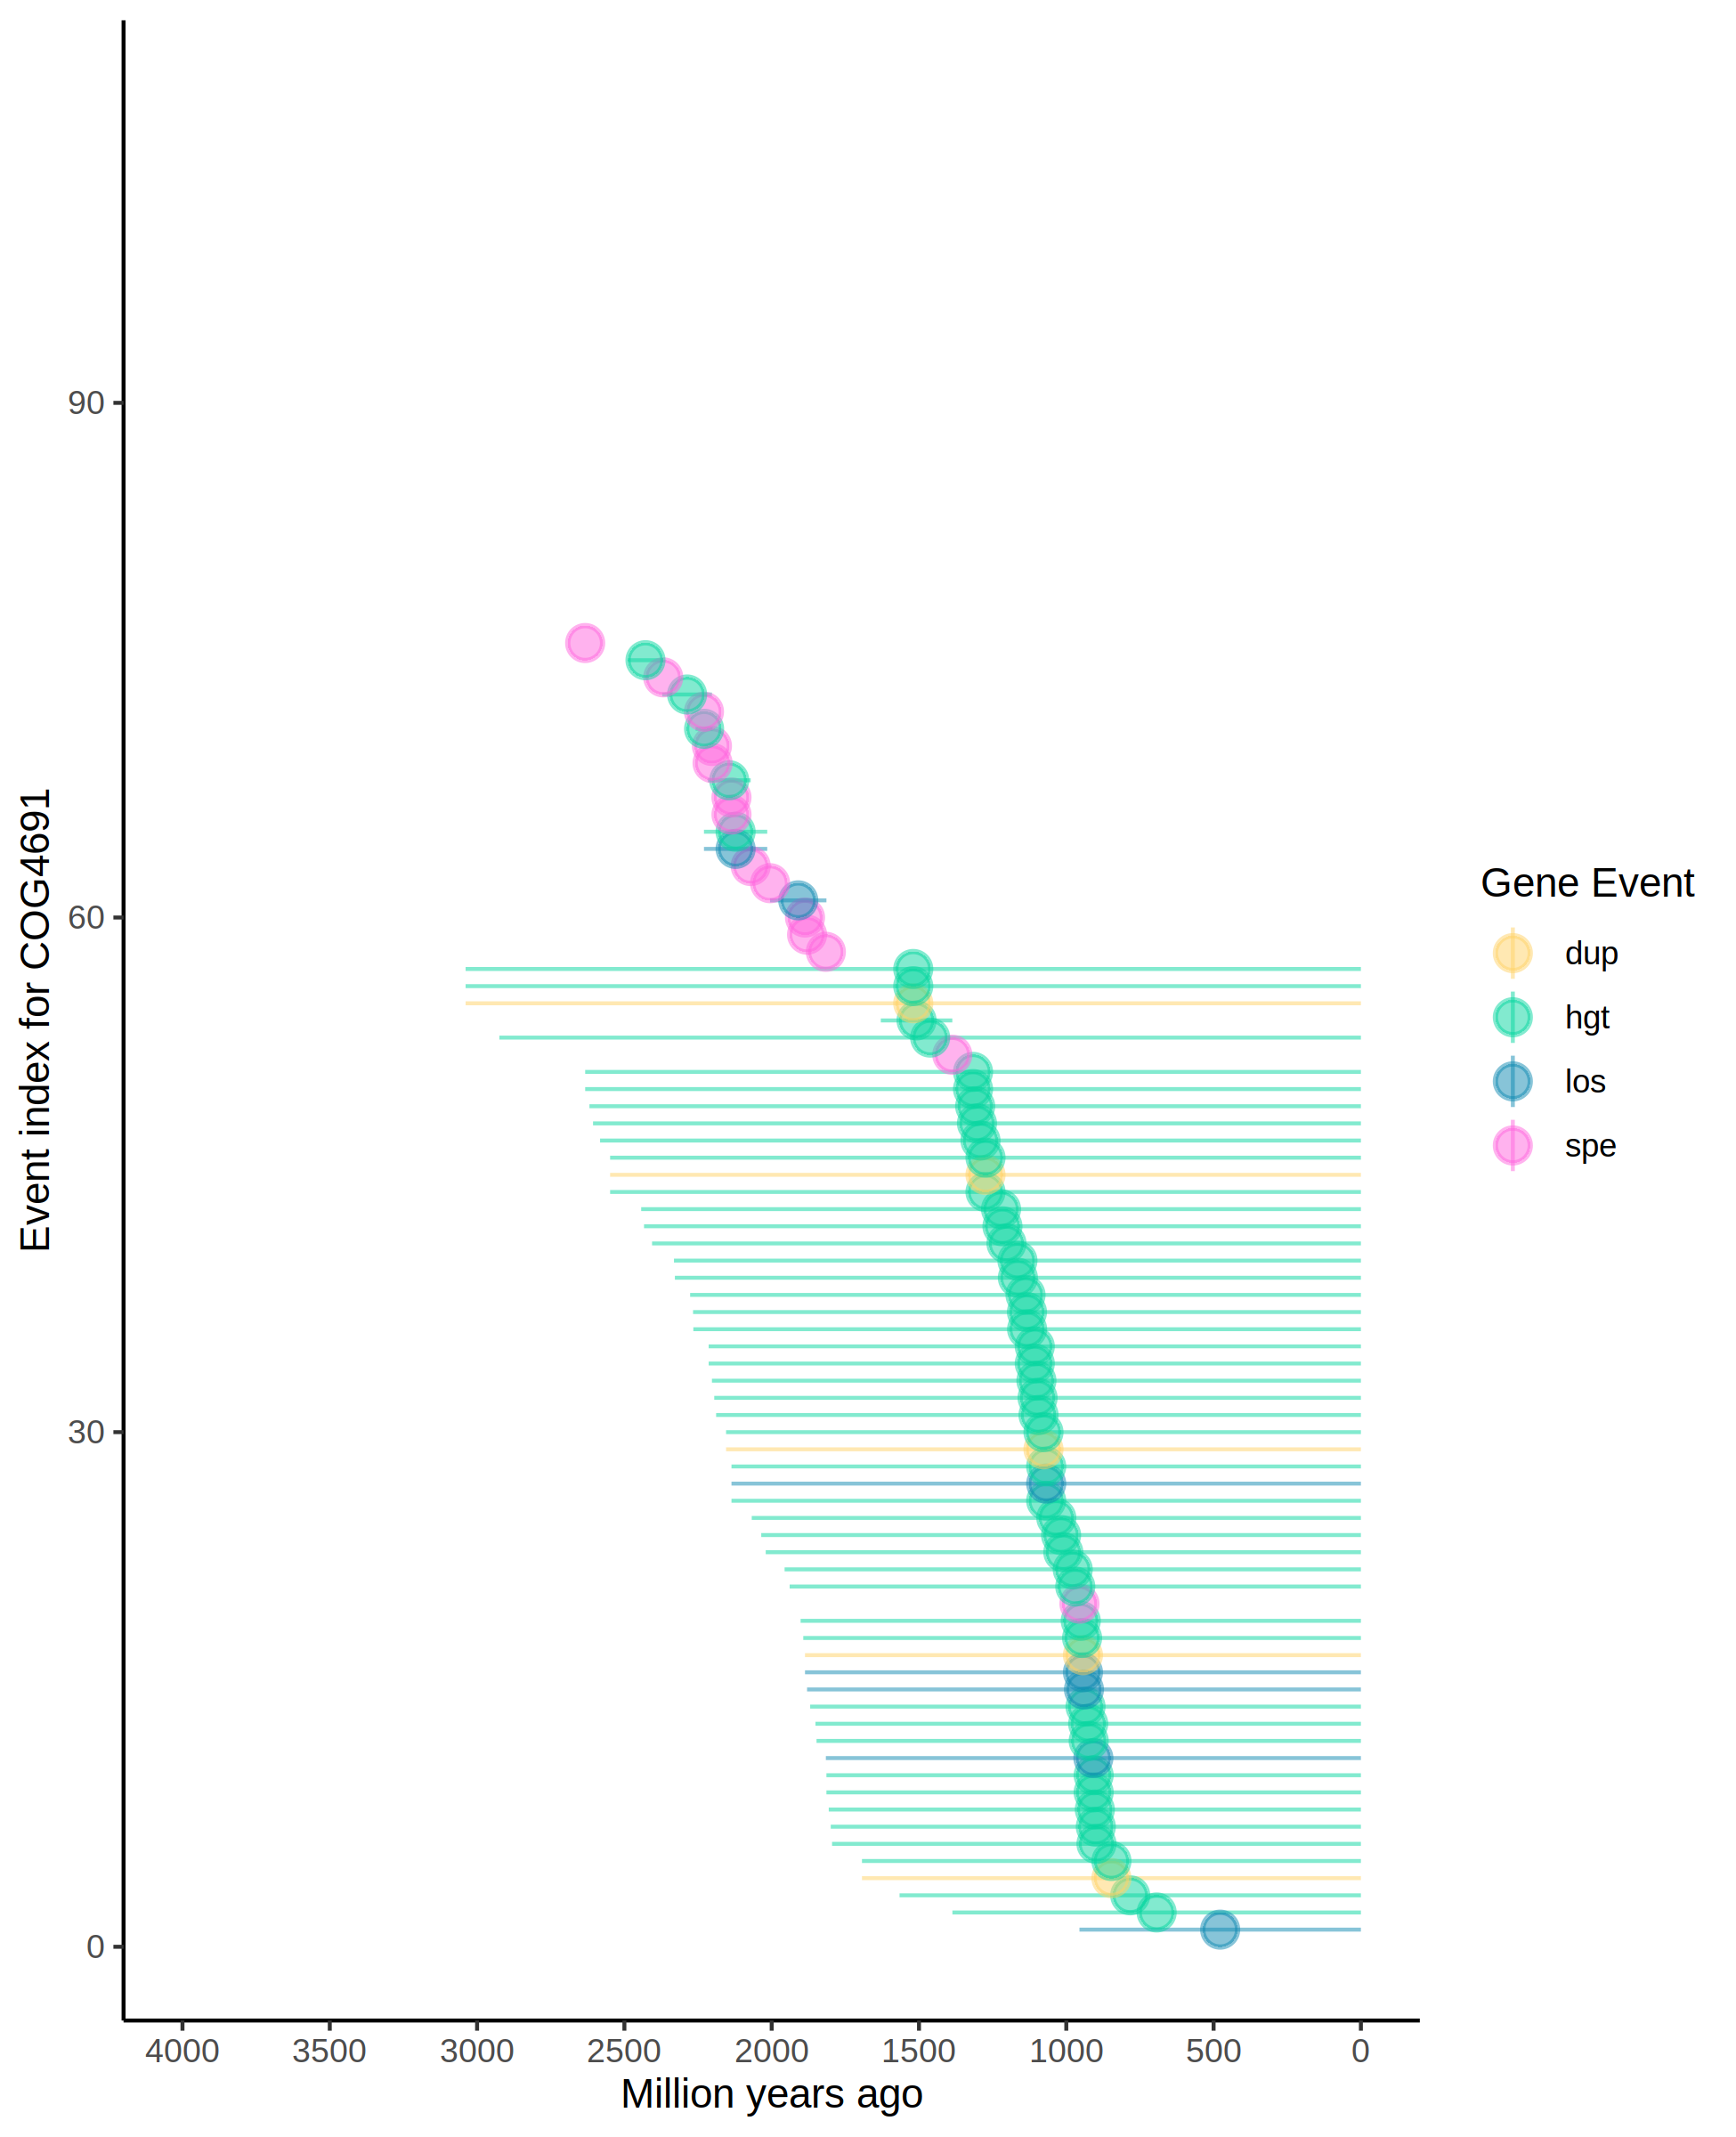 Event index for COG4691
90
60
30
0
4000 3500 3000 2500 2000 1500 1000 500 0
Million years ago
Gene Event
dup
hgt
los
spe